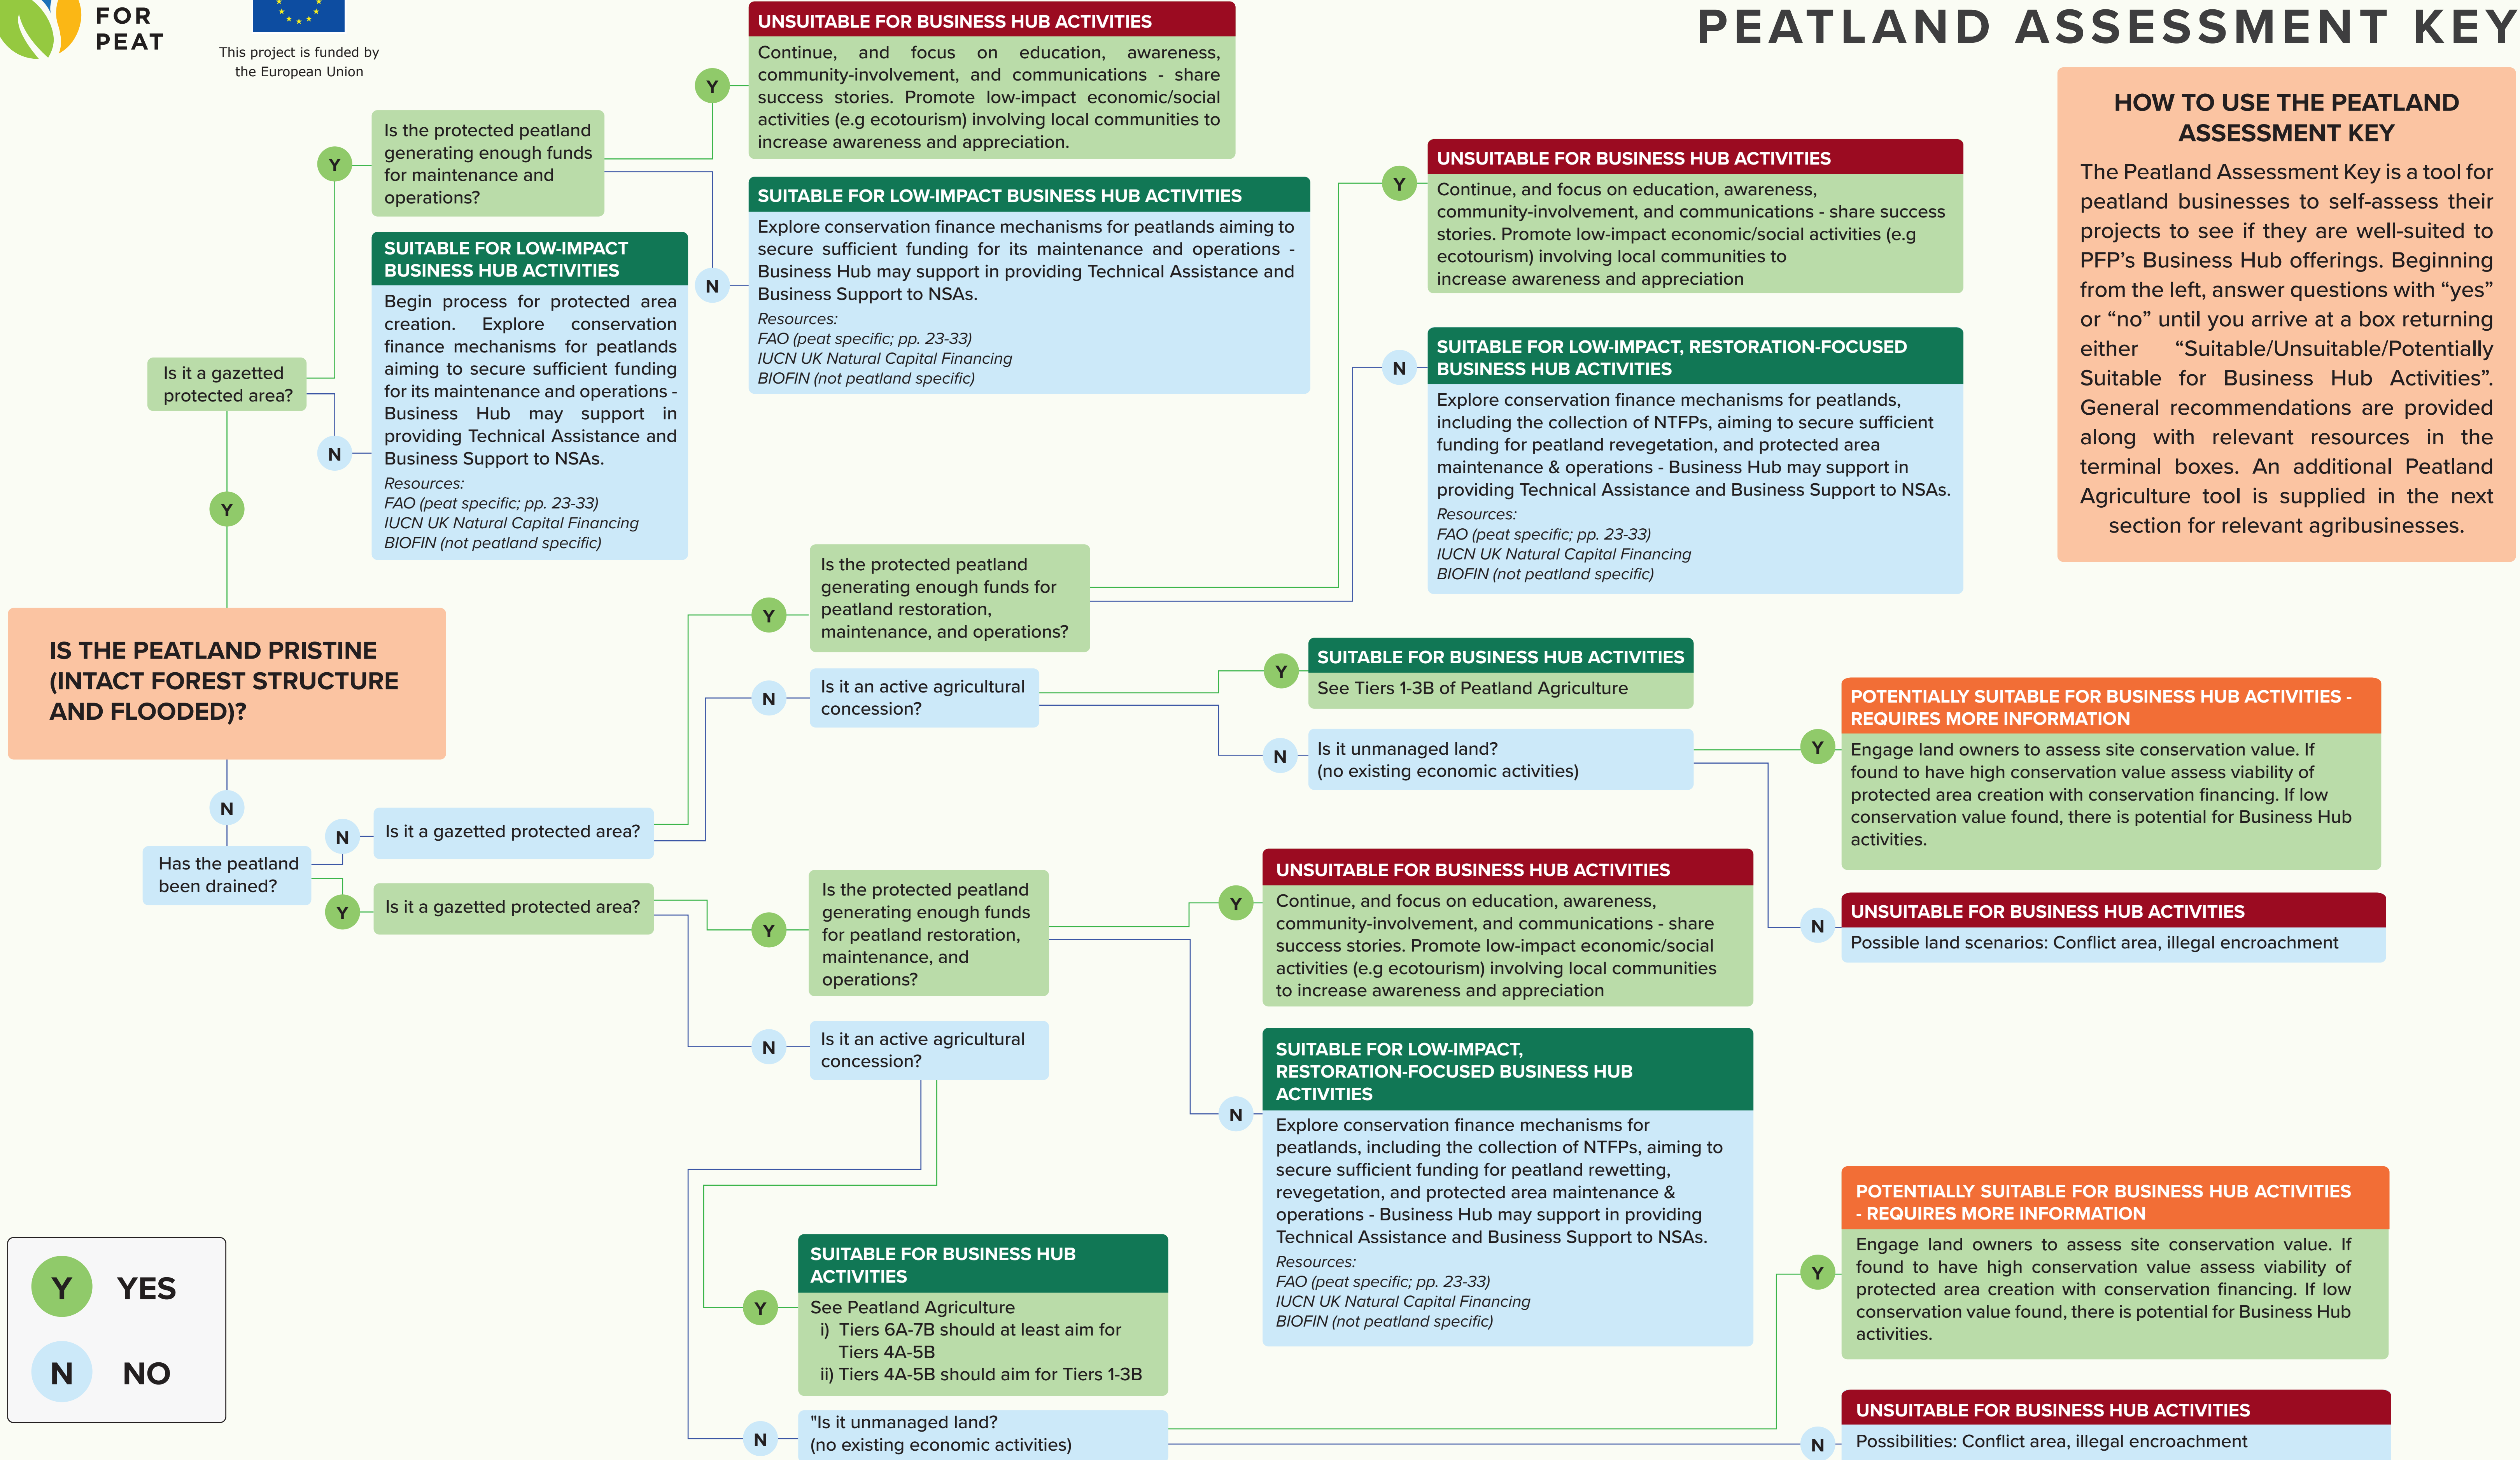 FOR
PEAT
This project is funded by
the European Union
PEATLAND ASSESSMENT KEY
HOW TO USE THE PEATLAND
ASSESSMENT KEY
The Peatland Assessment Key is a tool for
peatland businesses to self-assess their
projects to see if they are well-suited to
PFP’s Business Hub offerings. Beginning
from the left, answer questions with “yes”
or “no” until you arrive at a box returning
either “Suitable/Unsuitable/Potentially
Suitable for Business Hub Activities”.
General recommendations are provided
along with relevant resources in the
terminal boxes. An additional Peatland
Agriculture tool is supplied in the next
section for relevant agribusinesses.
IS THE PEATLAND PRISTINE
(INTACT FOREST STRUCTURE
AND FLOODED)?
Y
Is it a gazetted
protected area?
Y
Is the protected peatland
generating enough funds
for maintenance and
operations?
Y
UNSUITABLE FOR BUSINESS HUB ACTIVITIES
Continue, and focus on education, awareness,
community-involvement, and communications - share
success stories. Promote low-impact economic/social
activities (e.g ecotourism) involving local communities to
increase awareness and appreciation.
N
SUITABLE FOR LOW-IMPACT BUSINESS HUB ACTIVITIES
Explore conservation finance mechanisms for peatlands aiming to
secure sufficient funding for its maintenance and operations -
Business Hub may support in providing Technical Assistance and
Business Support to NSAs.
Resources:
FAO (peat specific; pp. 23-33)
IUCN UK Natural Capital Financing
BIOFIN (not peatland specific)
N
SUITABLE FOR LOW-IMPACT
BUSINESS HUB ACTIVITIES
Begin process for protected area
creation. Explore conservation
finance mechanisms for peatlands
aiming to secure sufficient funding
for its maintenance and operations -
Business Hub may support in
providing Technical Assistance and
Business Support to NSAs.
Resources:
FAO (peat specific; pp. 23-33)
IUCN UK Natural Capital Financing
BIOFIN (not peatland specific)
N
Has the peatland
been drained?
N
Is it a gazetted protected area?
Y
Is the protected peatland
generating enough funds for
peatland restoration,
maintenance, and operations?
Y
UNSUITABLE FOR BUSINESS HUB ACTIVITIES
Continue, and focus on education, awareness,
community-involvement, and communications - share success
stories. Promote low-impact economic/social activities (e.g
ecotourism) involving local communities to
increase awareness and appreciation
N
SUITABLE FOR LOW-IMPACT, RESTORATION-FOCUSED
BUSINESS HUB ACTIVITIES
Explore conservation finance mechanisms for peatlands,
including the collection of NTFPs, aiming to secure sufficient
funding for peatland revegetation, and protected area
maintenance & operations - Business Hub may support in
providing Technical Assistance and Business Support to NSAs.
Resources:
FAO (peat specific; pp. 23-33)
IUCN UK Natural Capital Financing
BIOFIN (not peatland specific)
N
Is it an active agricultural
concession?
Y
SUITABLE FOR BUSINESS HUB ACTIVITIES
See Tiers 1-3B of Peatland Agriculture
N
Is it unmanaged land?
(no existing economic activities)
Y
POTENTIALLY SUITABLE FOR BUSINESS HUB ACTIVITIES -
REQUIRES MORE INFORMATION
Engage land owners to assess site conservation value. If
found to have high conservation value assess viability of
protected area creation with conservation financing. If low
conservation value found, there is potential for Business Hub
activities.
N
UNSUITABLE FOR BUSINESS HUB ACTIVITIES
Possible land scenarios: Conflict area, illegal encroachment
Y
Is it a gazetted protected area?
Y
Is the protected peatland
generating enough funds
for peatland restoration,
maintenance, and
operations?
Y
UNSUITABLE FOR BUSINESS HUB ACTIVITIES
Continue, and focus on education, awareness,
community-involvement, and communications - share
success stories. Promote low-impact economic/social
activities (e.g ecotourism) involving local communities
to increase awareness and appreciation
N
SUITABLE FOR LOW-IMPACT,
RESTORATION-FOCUSED BUSINESS HUB
ACTIVITIES
Explore conservation finance mechanisms for
peatlands, including the collection of NTFPs, aiming to
secure sufficient funding for peatland rewetting,
revegetation, and protected area maintenance &
operations - Business Hub may support in providing
Technical Assistance and Business Support to NSAs.
Resources:
FAO (peat specific; pp. 23-33)
IUCN UK Natural Capital Financing
BIOFIN (not peatland specific)
N
Is it an active agricultural
concession?
Y
SUITABLE FOR BUSINESS HUB
ACTIVITIES
See Peatland Agriculture
i) Tiers 6A-7B should at least aim for
Tiers 4A-5B
ii) Tiers 4A-5B should aim for Tiers 1-3B
N
"Is it unmanaged land?
(no existing economic activities)
Y
POTENTIALLY SUITABLE FOR BUSINESS HUB ACTIVITIES
- REQUIRES MORE INFORMATION
Engage land owners to assess site conservation value. If
found to have high conservation value assess viability of
protected area creation with conservation financing. If low
conservation value found, there is potential for Business Hub
activities.
N
UNSUITABLE FOR BUSINESS HUB ACTIVITIES
Possibilities: Conflict area, illegal encroachment
Y YES
N NO